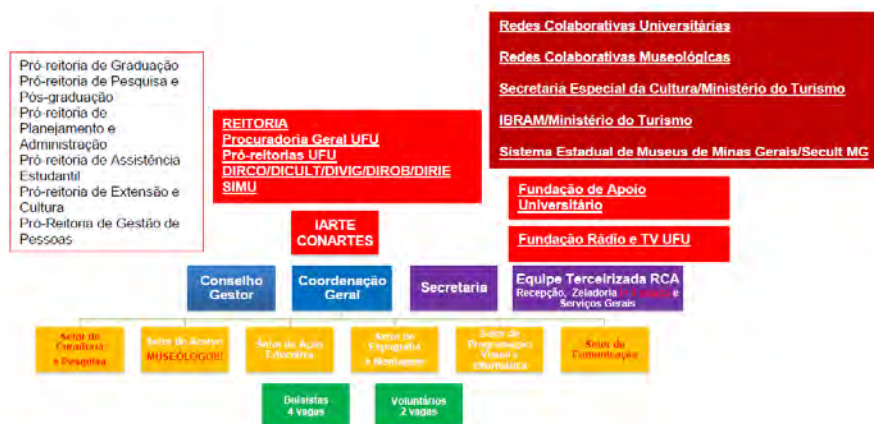 Pró-reitoria de Graduação
Pró-reitoria de Pesquisa e
Pós-graduação
Pró-reitoria de
Planejamento e
Administração
Pró-reitoria de Assistência
Estudantil
Pró-reitoria de Extensão e
Cultura
Pró-Reitoria de Gestão de
Pessoas
REITORIA
Procuradoria Geral UFU
Pró-reitorias UFU
DIRCO/DICULT/DIVIG/DIROB/DIRIE
SIMU
Redes Colaborativas Universitárias
Redes Colaborativas Museológicas
Secretaria Especial da Cultura/Ministério do Turismo
IBRAM/Ministério do Turismo
Sistema Estadual de Museus de Minas Gerais/Secult MG
Fundação de Apoio
Universitário
Fundação Rádio e TV UFU
IARTE
CONARTES
Conselho
Gestor
Coordenação
Geral
Secretaria
Equipe Terceirizada RCA
Recepção, Zeladoria e
Serviços Gerais
Setor de
Curadoria
e Pesquisa
Setor de Acervo
MUSEÓLOGO!!!
Setor de Ação
Educativa
Setor de
Expografia
e Montagem
Setor de
Programação
Visual e
Informática
Setor de
Comunicação
Bolsistas
4 vagas
Voluntários
2 vagas